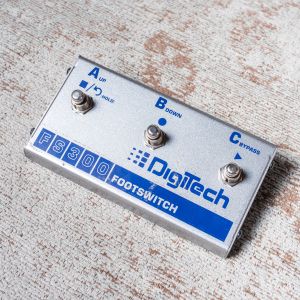 A UP
HOLD
B DOWN
C BYPASS
DigiTech
FS300 FOOTSWITCH